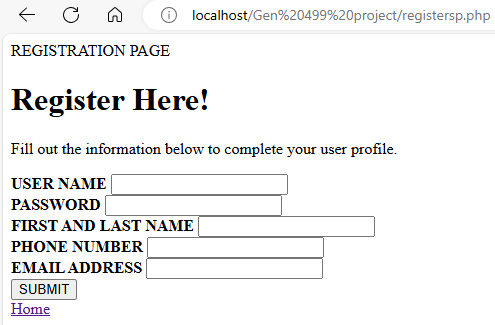 localhost/Gen%20499%20project/registersp.php
REGISTRATION PAGE
Register Here!
Fill out the information below to complete your user profile.
USER NAME
PASSWORD
FIRST AND LAST NAME
PHONE NUMBER
EMAIL ADDRESS
SUBMIT
Home